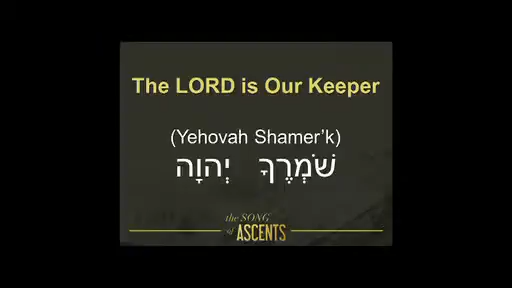 The LORD is Our Keeper
(Yehovah Shamer’k)
שֹׁמְרֶךָ יְהוָה
the SONG
of ASCENTS